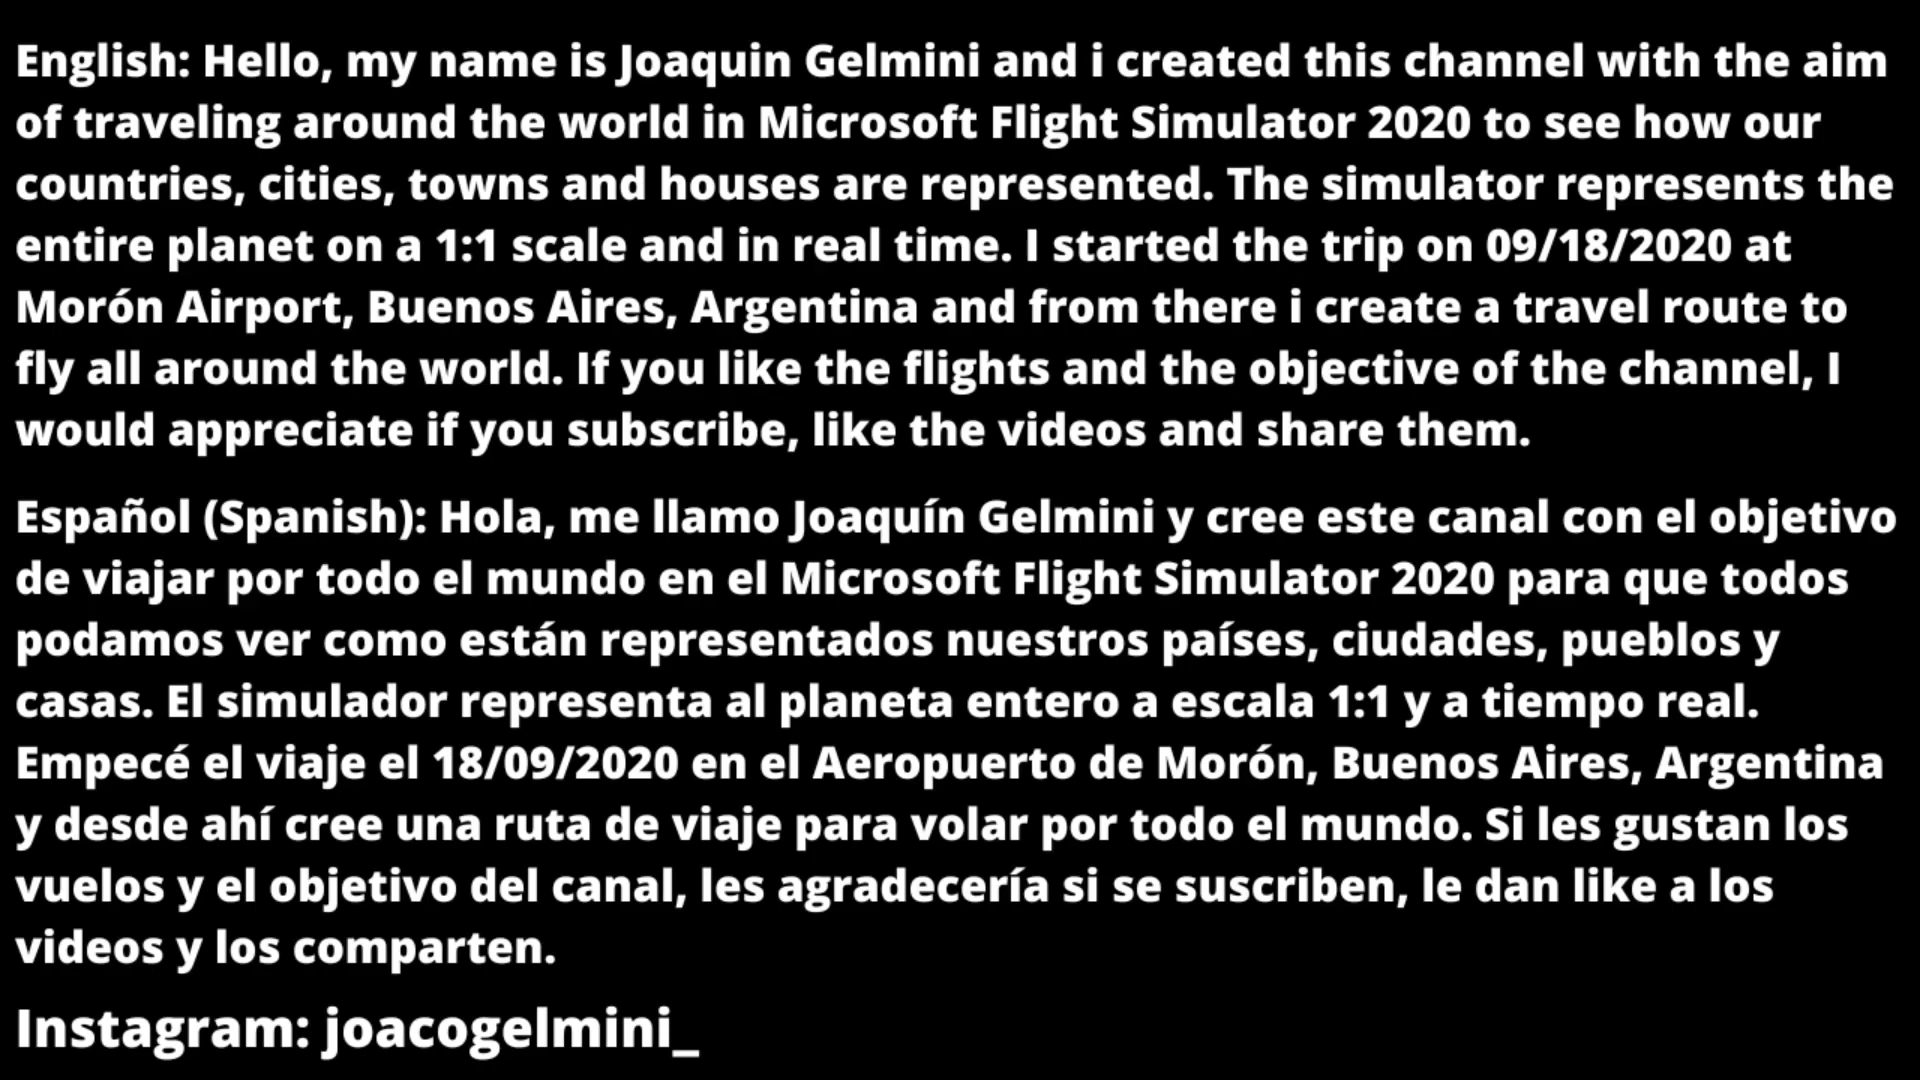 English: Hello, my name is Joaquin Gelmini and i created this channel with the aim
of traveling around the world in Microsoft Flight Simulator 2020 to see how our
countries, cities, towns and houses are represented. The simulator represents the
entire planet on a 1:1 scale and in real time. I started the trip on 09/18/2020 at
Morón Airport, Buenos Aires, Argentina and from there i create a travel route to
fly all around the world. If you like the flights and the objective of the channel, I
would appreciate if you subscribe, like the videos and share them.
Español (Spanish): Hola, me llamo Joaquín Gelmini y cree este canal con el objetivo
de viajar por todo el mundo en el Microsoft Flight Simulator 2020 para que todos
podamos ver como están representados nuestros países, ciudades, pueblos y
casas. El simulador representa al planeta entero a escala 1:1 y a tiempo real.
Empecé el viaje el 18/09/2020 en el Aeropuerto de Morón, Buenos Aires, Argentina
y desde ahí cree una ruta de viaje para volar por todo el mundo. Si les gustan los
vuelos y el objetivo del canal, les agradecería si se suscriben, le dan like a los
videos y los comparten.
Instagram: joacogelmini_